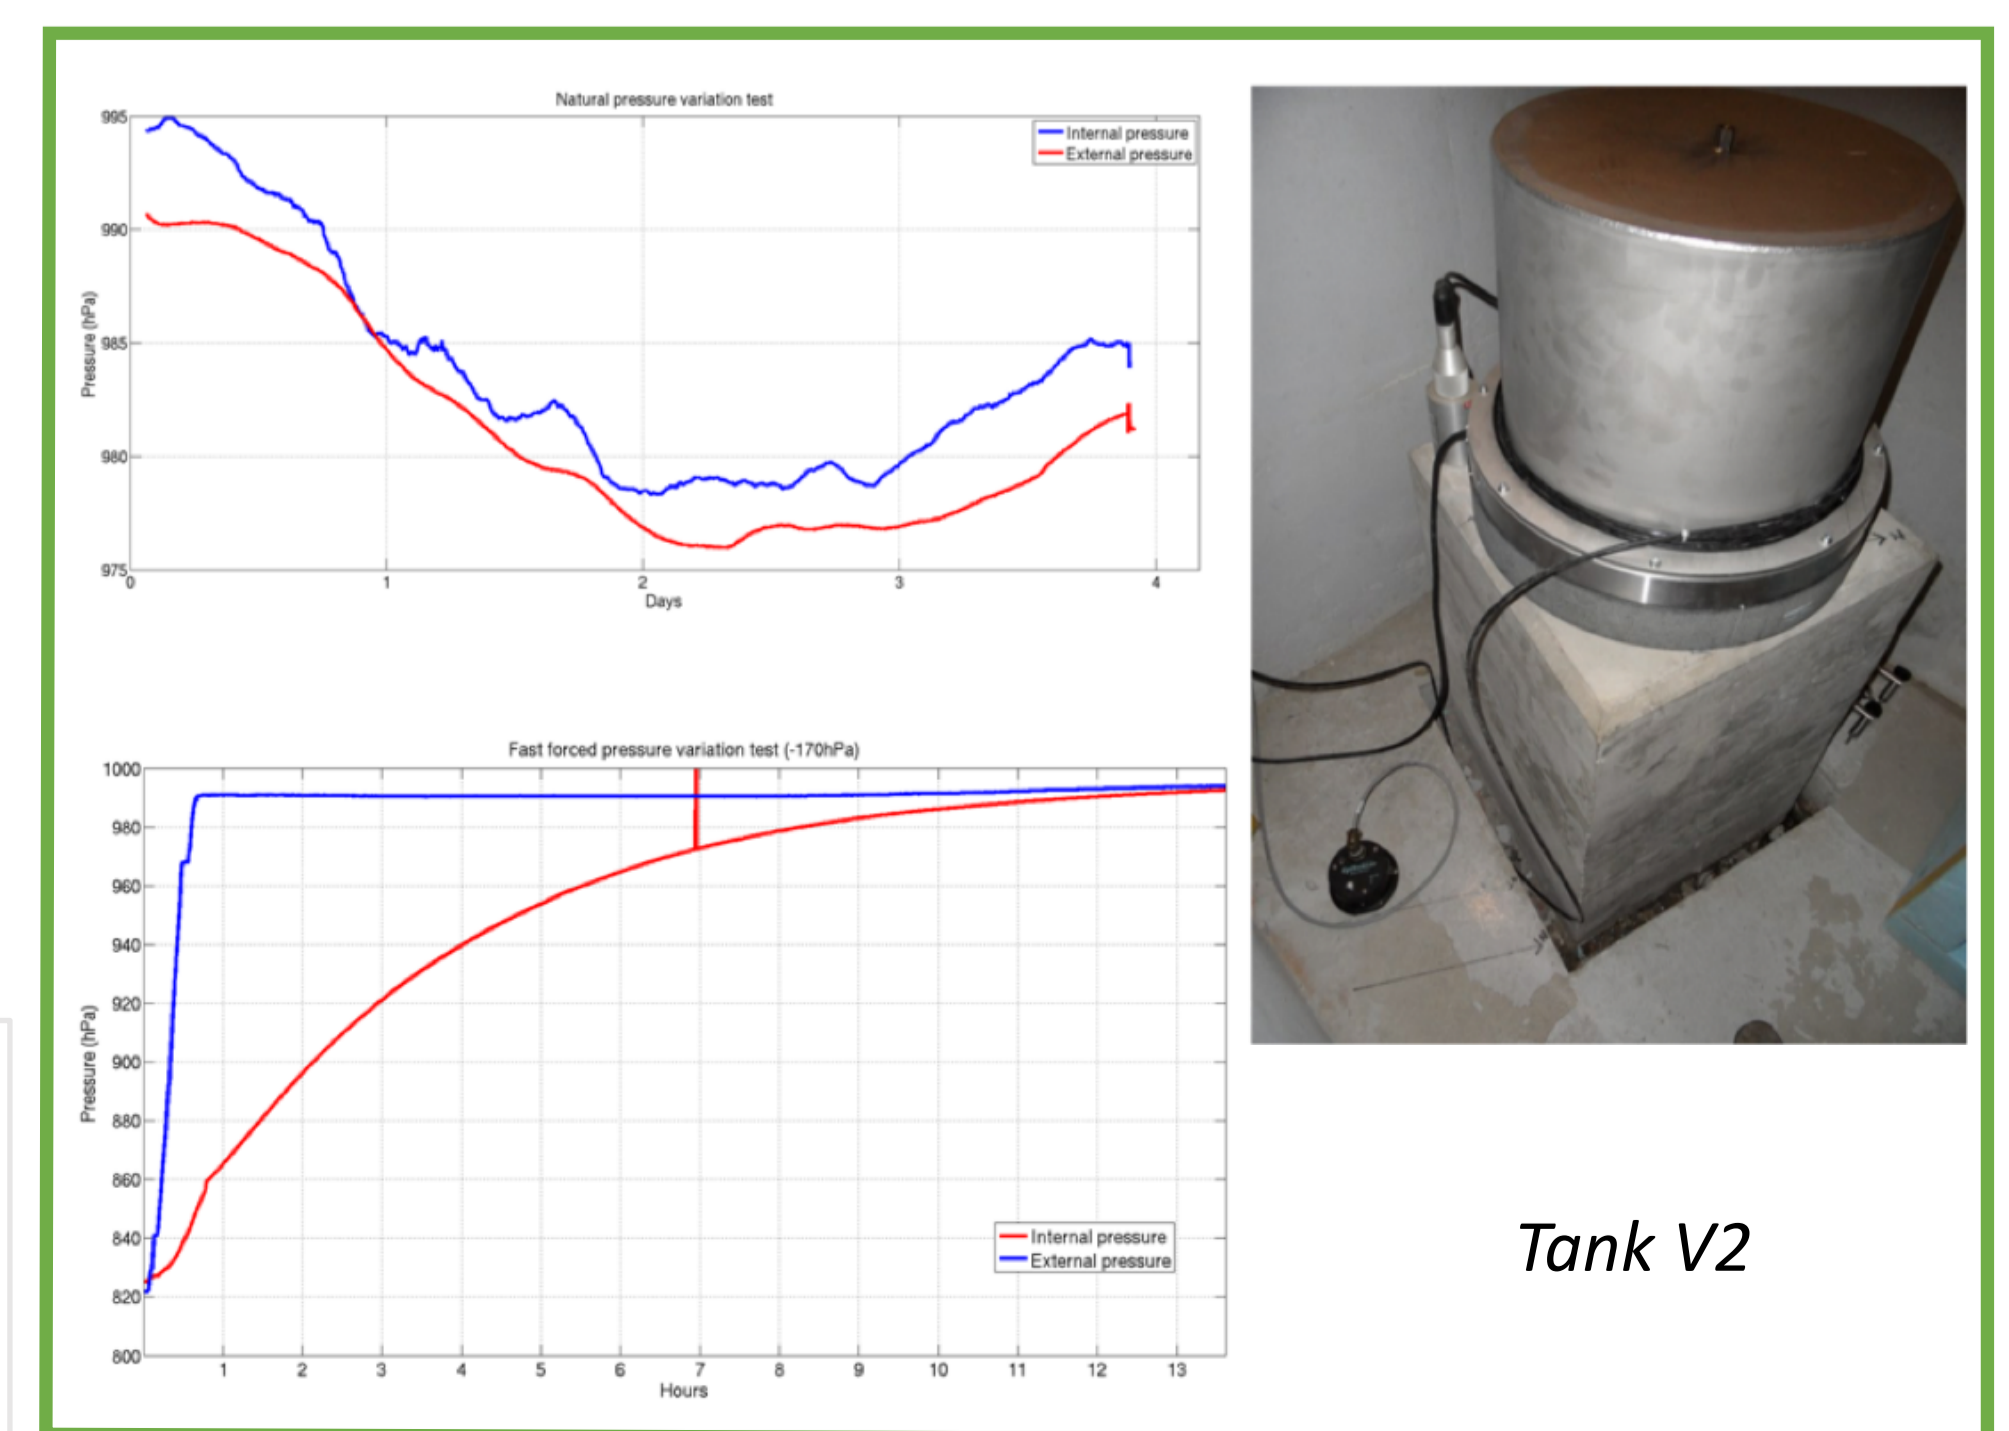 Natural pressure variation test
995
990
985
980
975
Pressure (hPa)
Internal pressure
External pressure
0 1 2 3 4
Days
Fast forced pressure variation test (-170hPa)
1000
980
960
940
920
900
880
860
840
820
800
Pressure (hPa)
Internal pressure
External pressure
1 2 3 4 5 6 7 8 9 10 11 12 13
Hours
Tank V2